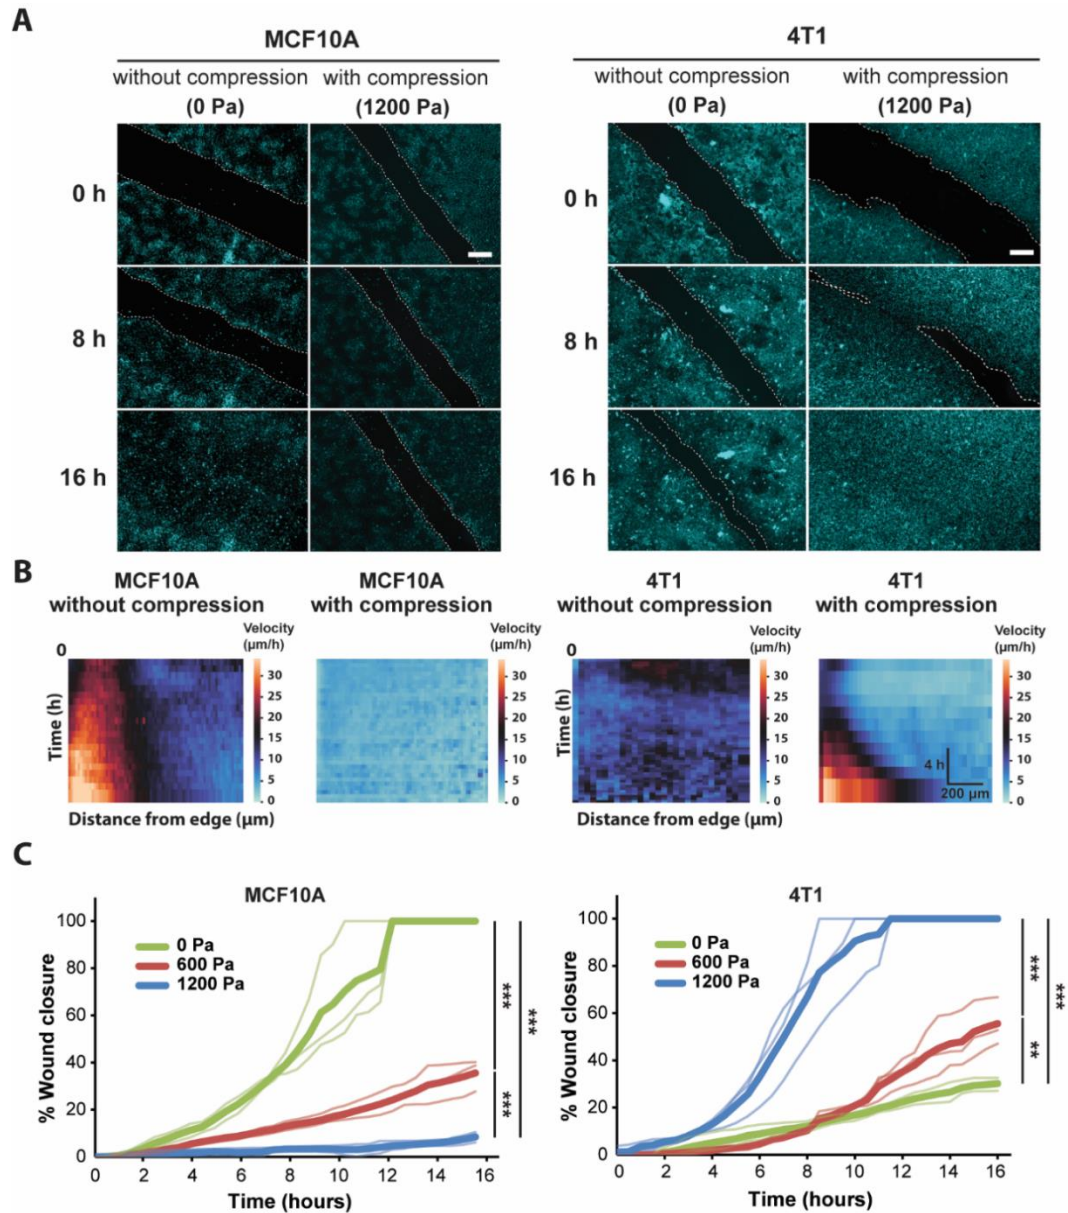 A
MCF10A
4T1
without compression
(0 Pa)
with compression
(1200 Pa)
without compression
(0 Pa)
with compression
(1200 Pa)
0 h
0 h
8 h
8 h
16 h
16 h
B
MCF10A
without compression
MCF10A
with compression
4T1
without compression
4T1
with compression
Velocity
(μm/h)
Velocity
(μm/h)
Velocity
(μm/h)
Velocity
(μm/h)
0
0
Time (h)
Time (h)
30
25
20
15
10
5
0
30
25
20
15
10
5
0
30
25
20
15
10
5
0
30
25
20
15
10
5
0
4 h
200 μm
Distance from edge (μm)
Distance from edge (μm)
C
MCF10A
4T1
% Wound closure
100
80
60
40
20
0
0 Pa
600 Pa
1200 Pa
***
***
***
0 2 4 6 8 10 12 14 16
Time (hours)
% Wound closure
100
80
60
40
20
0
0 Pa
600 Pa
1200 Pa
***
**
***
0 2 4 6 8 10 12 14 16
Time (hours)